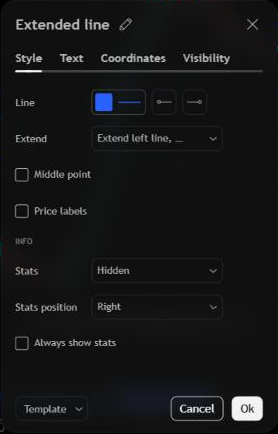 Extended line
Style Text Coordinates Visibility
Line
Extend Extend left line, ...
Middle point
Price labels
INFO
Stats Hidden
Stats position Right
Always show stats
Template Cancel Ok